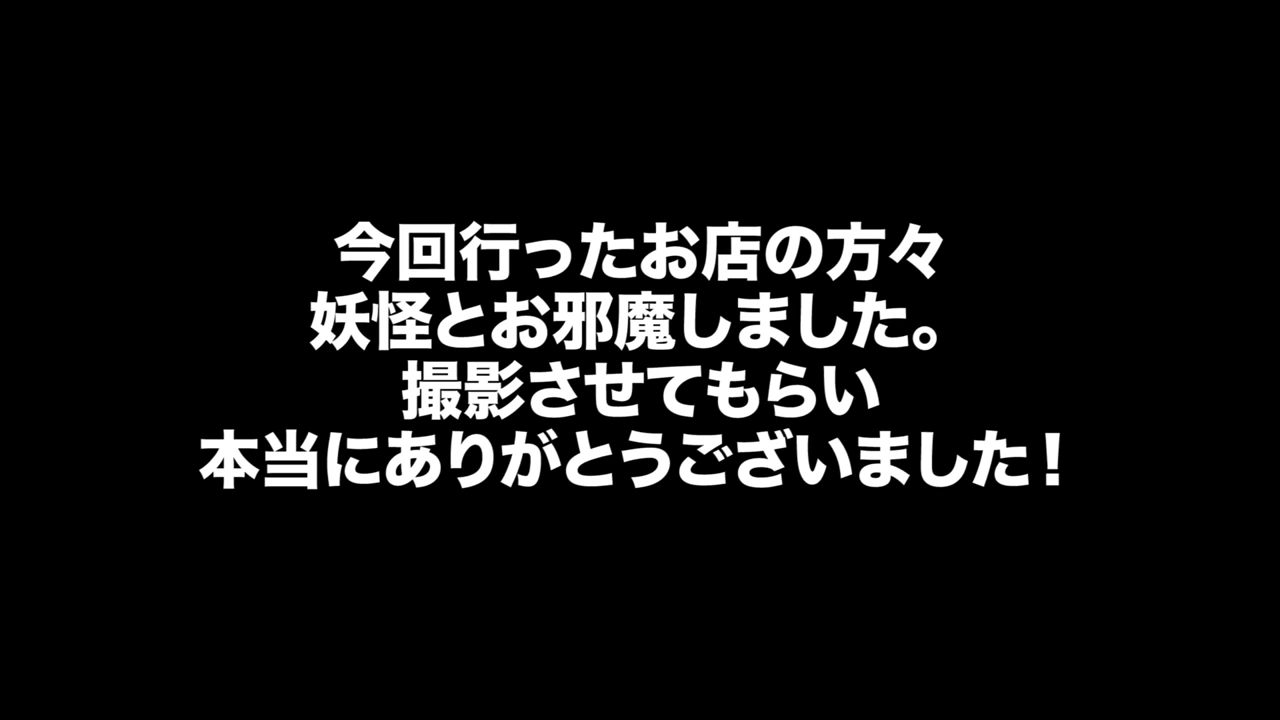 今回行ったお店の方々
妖怪とお邪魔しました。
撮影させてもらい
本当にありがとうございました！